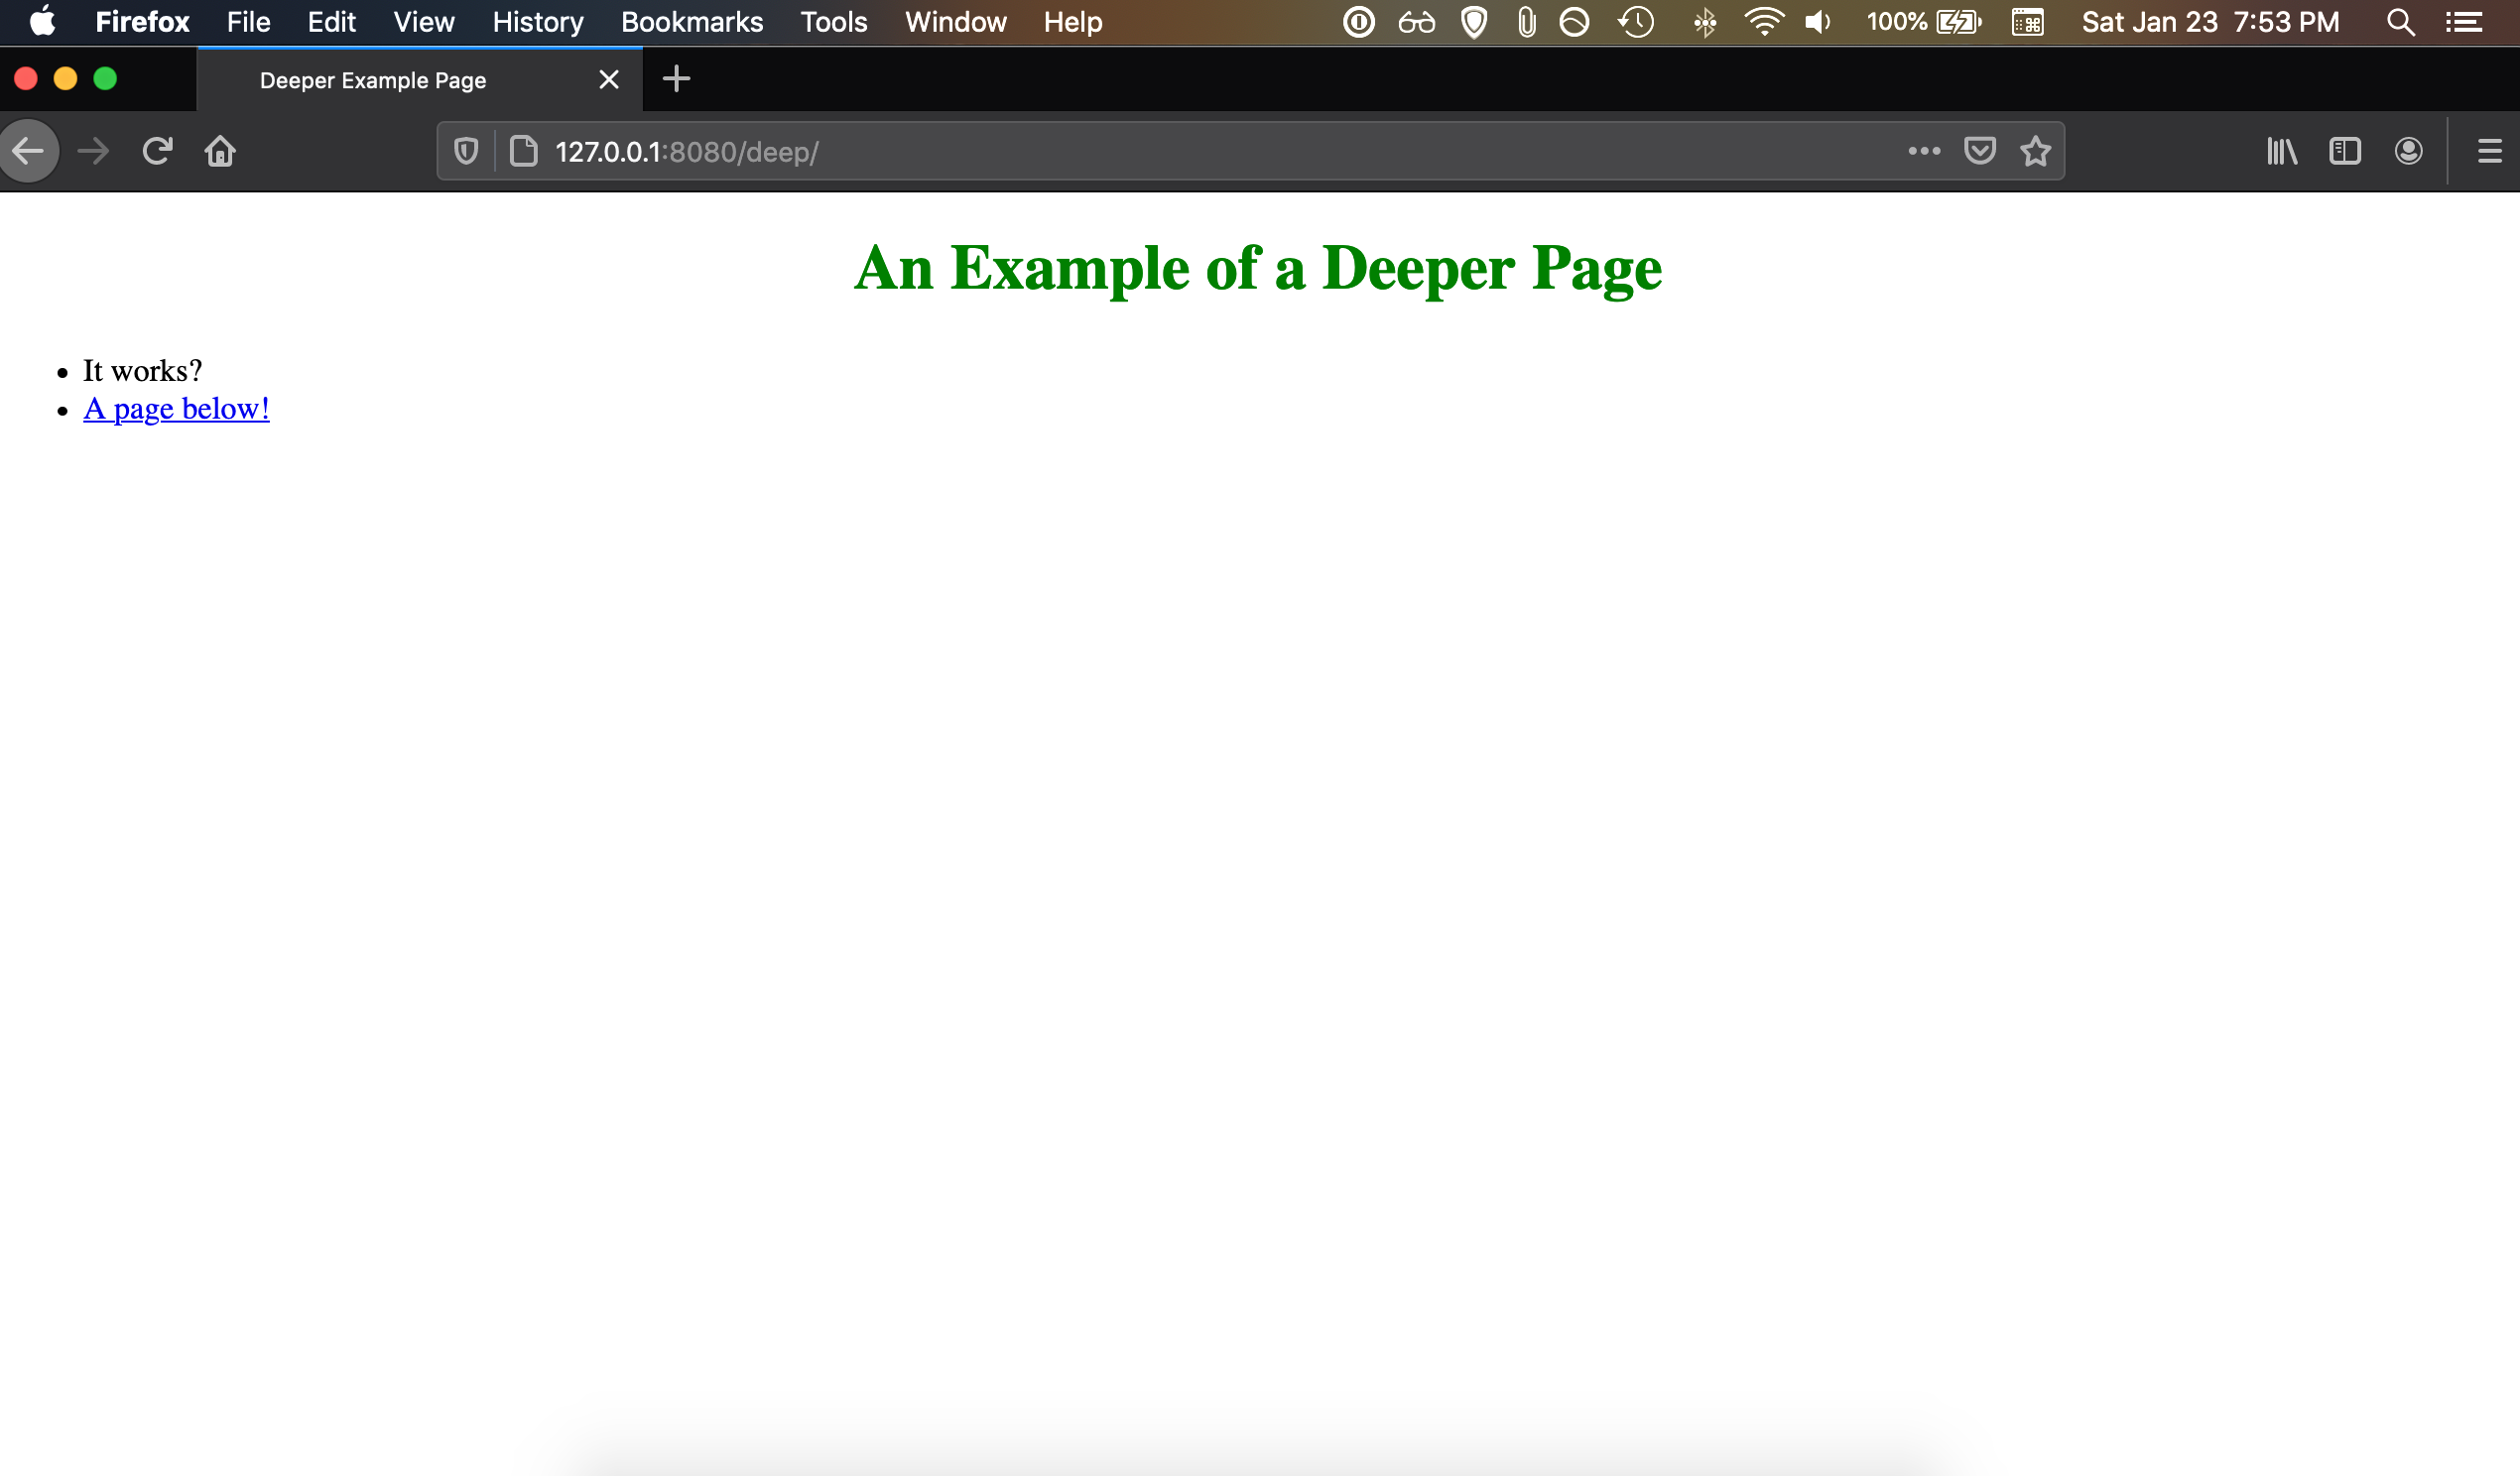 Firefox File Edit View History Bookmarks Tools Window Help 100% Sat Jan 23 7:53 PM
Deeper Example Page
127.0.0.1:8080/deep/
An Example of a Deeper Page
• It works?
• A page below!